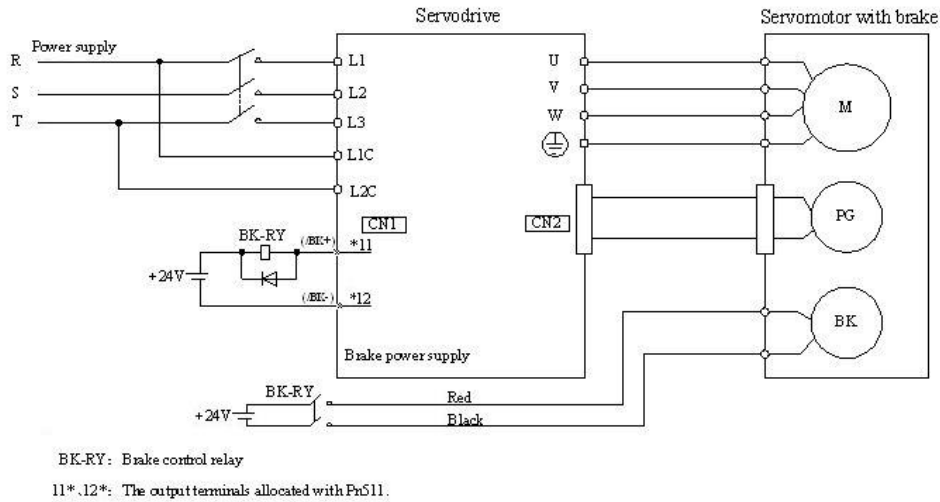 Servodrive
Servomotor with brake
Power supply
R
S
T
L1
L2
L3
L1C
L2C
U
V
W
M
CN1
CN2
PG
BK-RY
(/BK+)
*11
+24V
(/BK-)
*12
BK
Brake power supply
BK-RY
Red
+24V
Black
BK-RY: Brake control relay
11*、12*: The output terminals allocated with Pn511.